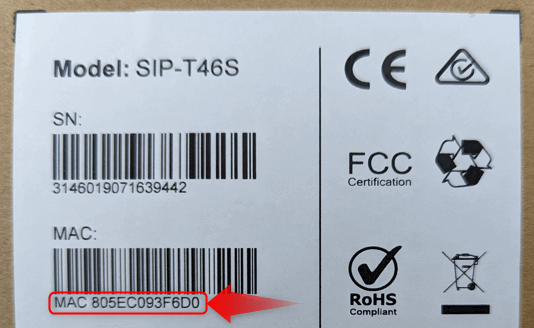 Model: SIP-T46S
SN:
3146019071639442
MAC:
MAC 805EC093F6D0
CE
FCC
Certification
RoHS
Compliant